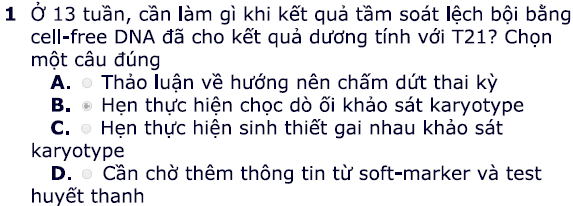 1 Ở 13 tuần, cần làm gì khi kết quả tầm soát lệch bội bằng
cell-free DNA đã cho kết quả dương tính với T21? Chọn
một câu đúng
A. Thảo luận về hướng nên chấm dứt thai kỳ
B. Hẹn thực hiện chọc dò ối khảo sát karyotype
C. Hẹn thực hiện sinh thiết gai nhau khảo sát
karyotype
D. Cần chờ thêm thông tin từ soft-marker và test
huyết thanh